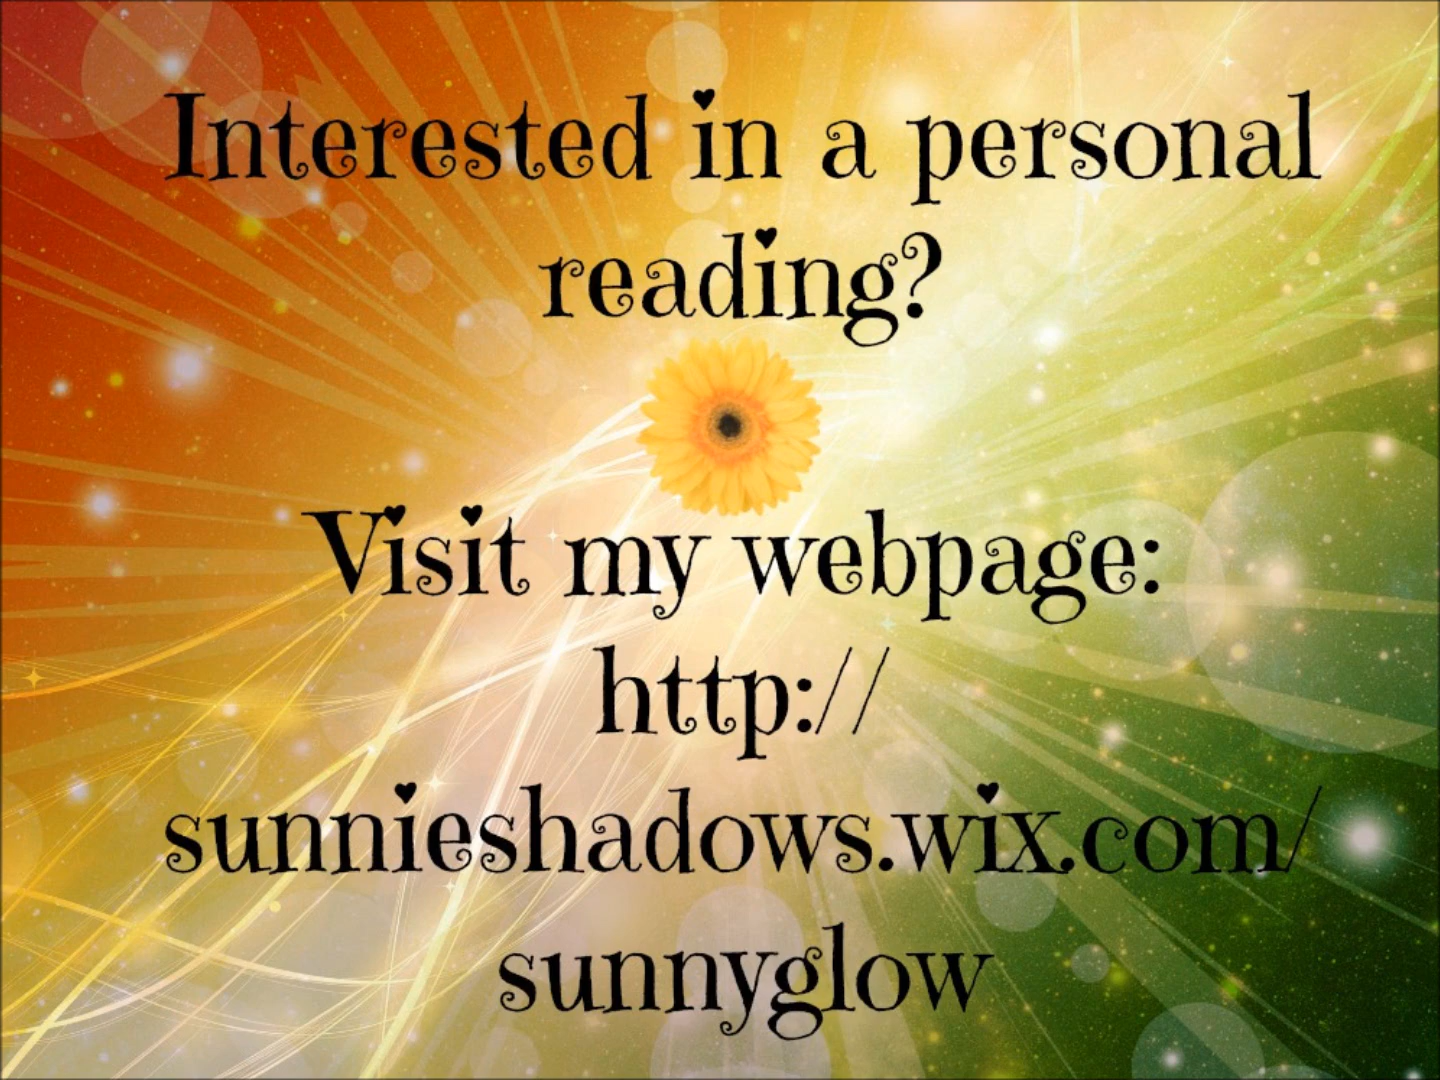 Interested in a personal
reading?
Visit my webpage:
http://
sunnieshadows.wix.com/
sunnyglow